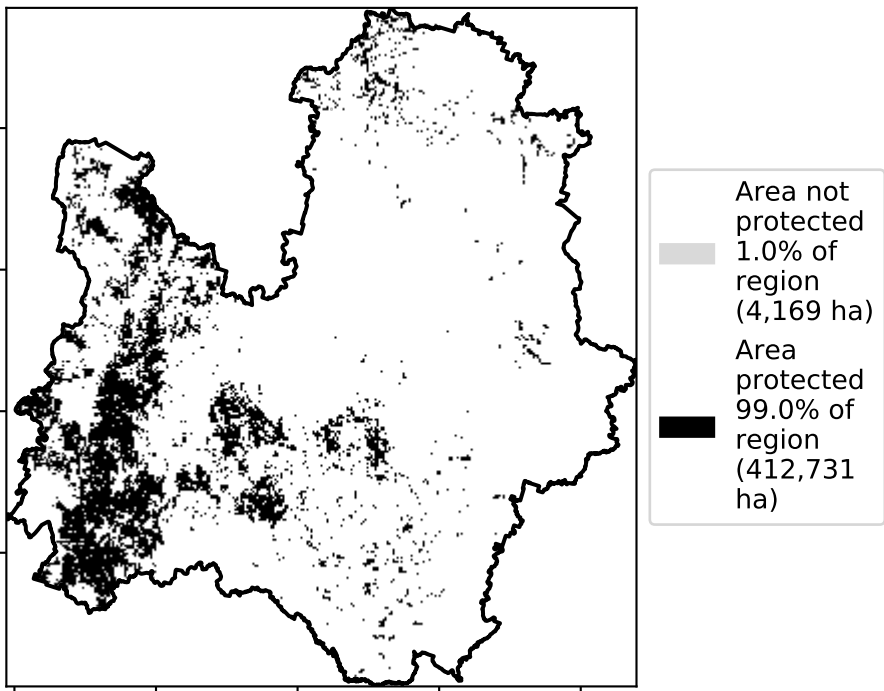 Area not
protected
1.0% of
region
(4,169 ha)
Area
protected
99.0% of
region
(412,731
ha)